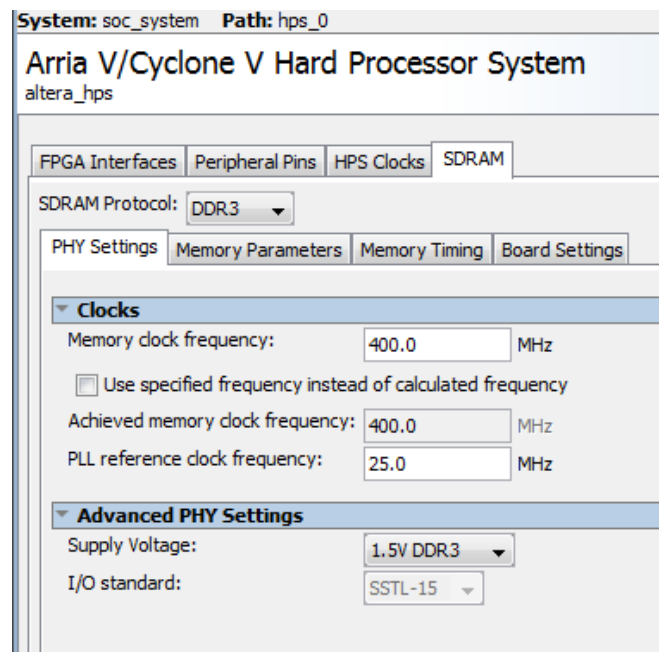 System: soc_system Path: hps_0
Arria V/Cyclone V Hard Processor System
altera_hps
FPGA Interfaces Peripheral Pins HPS Clocks SDRAM
SDRAM Protocol: DDR3
PHY Settings Memory Parameters Memory Timing Board Settings
Clocks
Memory clock frequency: 400.0 MHz
Use specified frequency instead of calculated frequency
Achieved memory clock frequency: 400.0 MHz
PLL reference clock frequency: 25.0 MHz
Advanced PHY Settings
Supply Voltage: 1.5V DDR3
I/O standard: SSTL-15